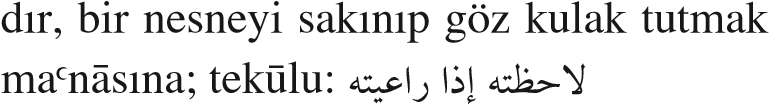 dır, bir nesneyi sakınıp göz kulak tutmak
maʿnāsına; tekūlu: لاحظته إذا راعيته